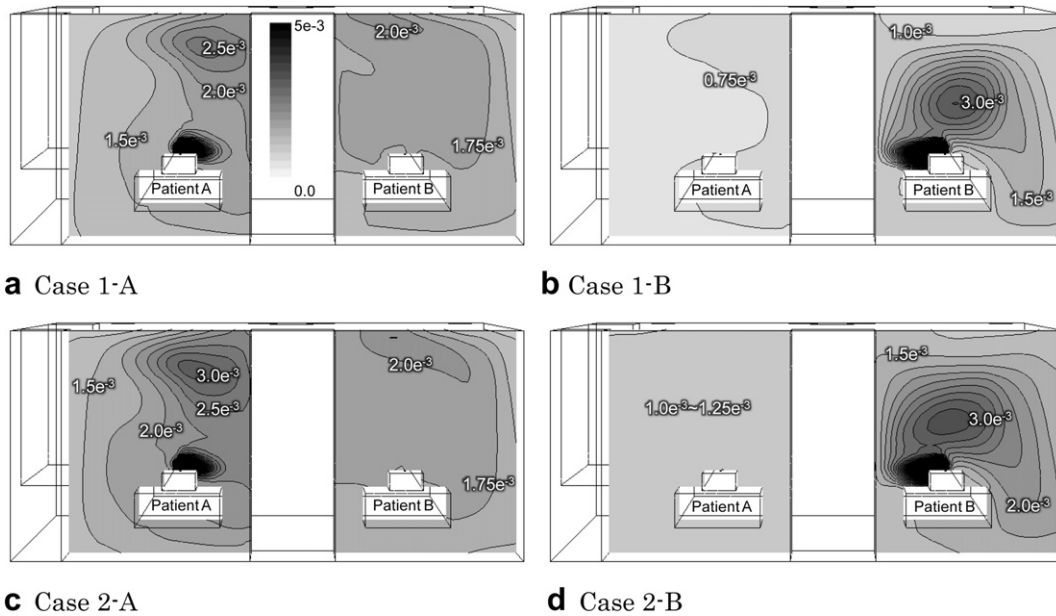 5e-3
0.0
2.5e⁻³
2.0e⁻³
1.5e⁻³
2.0e⁻³
1.75e⁻³
Patient A
Patient B
a Case 1-A
1.0e⁻³
0.75e⁻³
3.0e⁻³
1.5e⁻³
Patient A
Patient B
b Case 1-B
1.5e⁻³
3.0e⁻³
2.5e⁻³
2.0e⁻³
2.0e⁻³
1.75e⁻³
Patient A
Patient B
c Case 2-A
1.5e⁻³
1.0e⁻³~1.25e⁻³
3.0e⁻³
2.0e⁻³
Patient A
Patient B
d Case 2-B